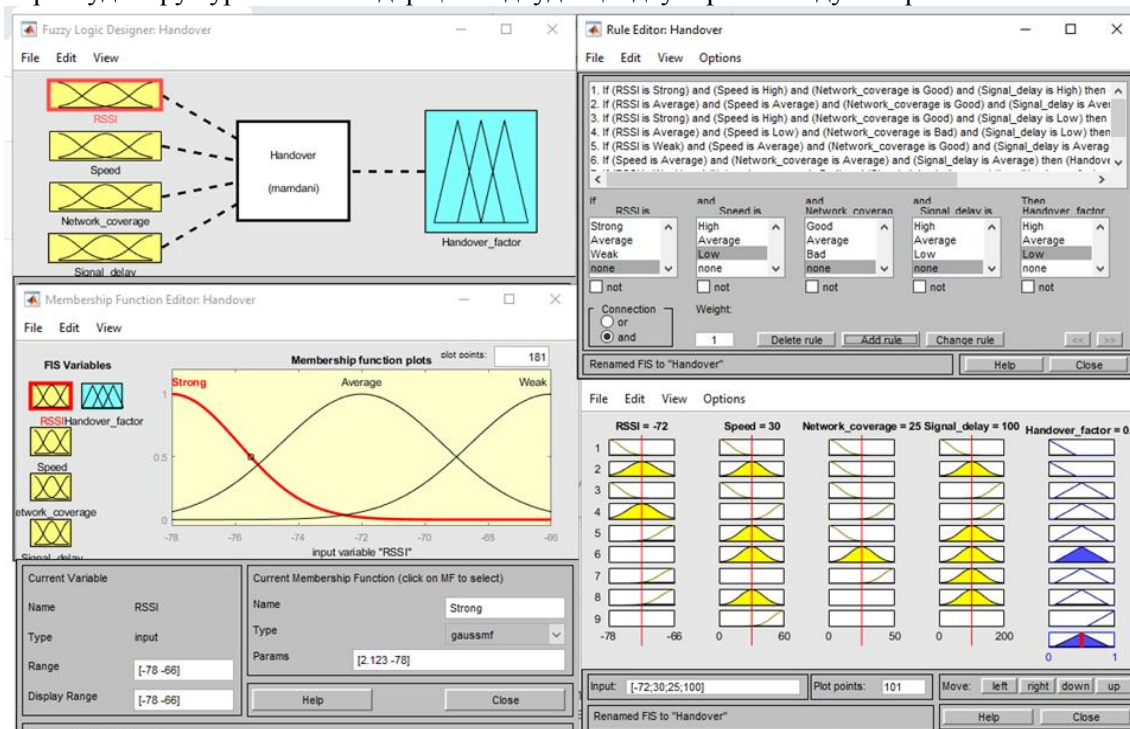 Fuzzy Logic Designer: Handover
File Edit View
RSSI
Speed
Network_coverage
Signal_delay
Handover
(mamdani)
Handover_factor
Membership Function Editor: Handover
File Edit View
FIS Variables
Membership function plots
plot points:
181
RSSI
Handover_factor
Speed
etwork_coverage
Signal_delay
Strong
Average
Weak
1
0.5
0
-78 -76 -74 -72 -70 -68 -66
input variable "RSSI"
Current Variable
Name RSSI
Type input
Range [-78 -66]
Display Range [-78 -66]
Current Membership Function (click on MF to select)
Name Strong
Type gaussmf
Params [2.123 -78]
Help Close
Rule Editor: Handover
File Edit View Options
1. If (RSSI is Strong) and (Speed is High) and (Network_coverage is Good) and (Signal_delay is High) then
2. If (RSSI is Average) and (Speed is Average) and (Network_coverage is Good) and (Signal_delay is Aver
3. If (RSSI is Strong) and (Speed is High) and (Network_coverage is Good) and (Signal_delay is Low) then
4. If (RSSI is Average) and (Speed is Low) and (Network_coverage is Bad) and (Signal_delay is Low) then
5. If (RSSI is Weak) and (Speed is Average) and (Network_coverage is Good) and (Signal_delay is Averag
6. If (Speed is Average) and (Network_coverage is Average) and (Signal_delay is Average) then (Handove
If and and and Then
RSSI is Speed is Network_coverag Signal_delay is Handover_factor
Strong High Good High High
Average Average Average Average Average
Weak Low Bad Low Low
none none none none none
not not not not not
Connection
or
and
Weight:
1
Delete rule Add rule Change rule << >>
Renamed FIS to "Handover" Help Close
File Edit View Options
RSSI = -72 Speed = 30 Network_coverage = 25 Signal_delay = 100 Handover_factor = 0.
1
2
3
4
5
6
7
8
9
-78 -66 0 60 0 50 0 200
0 1
Input: [-72;30;25;100] Plot points: 101 Move: left right down up
Renamed FIS to "Handover" Help Close